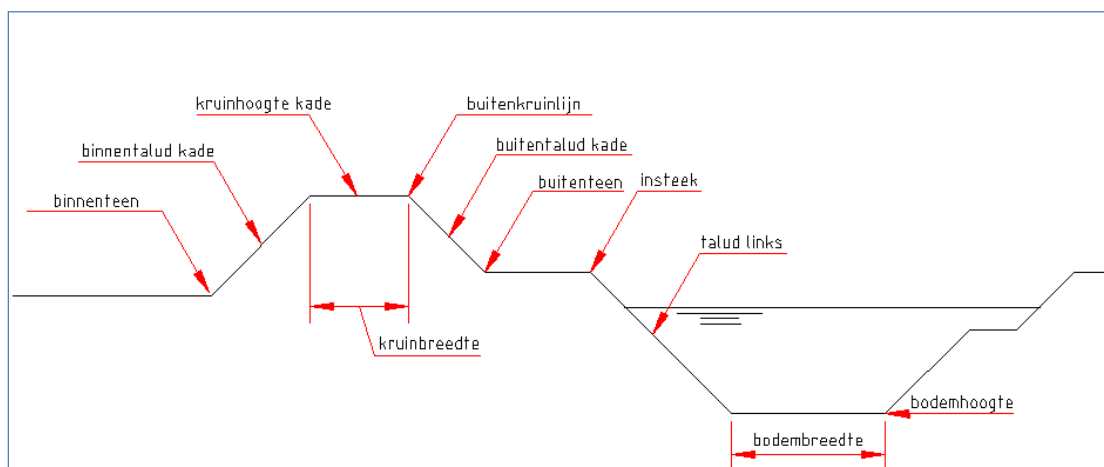 kruinhoogte kade
buitenkruinlijn
binnentalud kade
buitentalud kade
binnenteen
buitenteen
insteek
talud links
kruinbreedte
bodemhoogte
bodembreedte